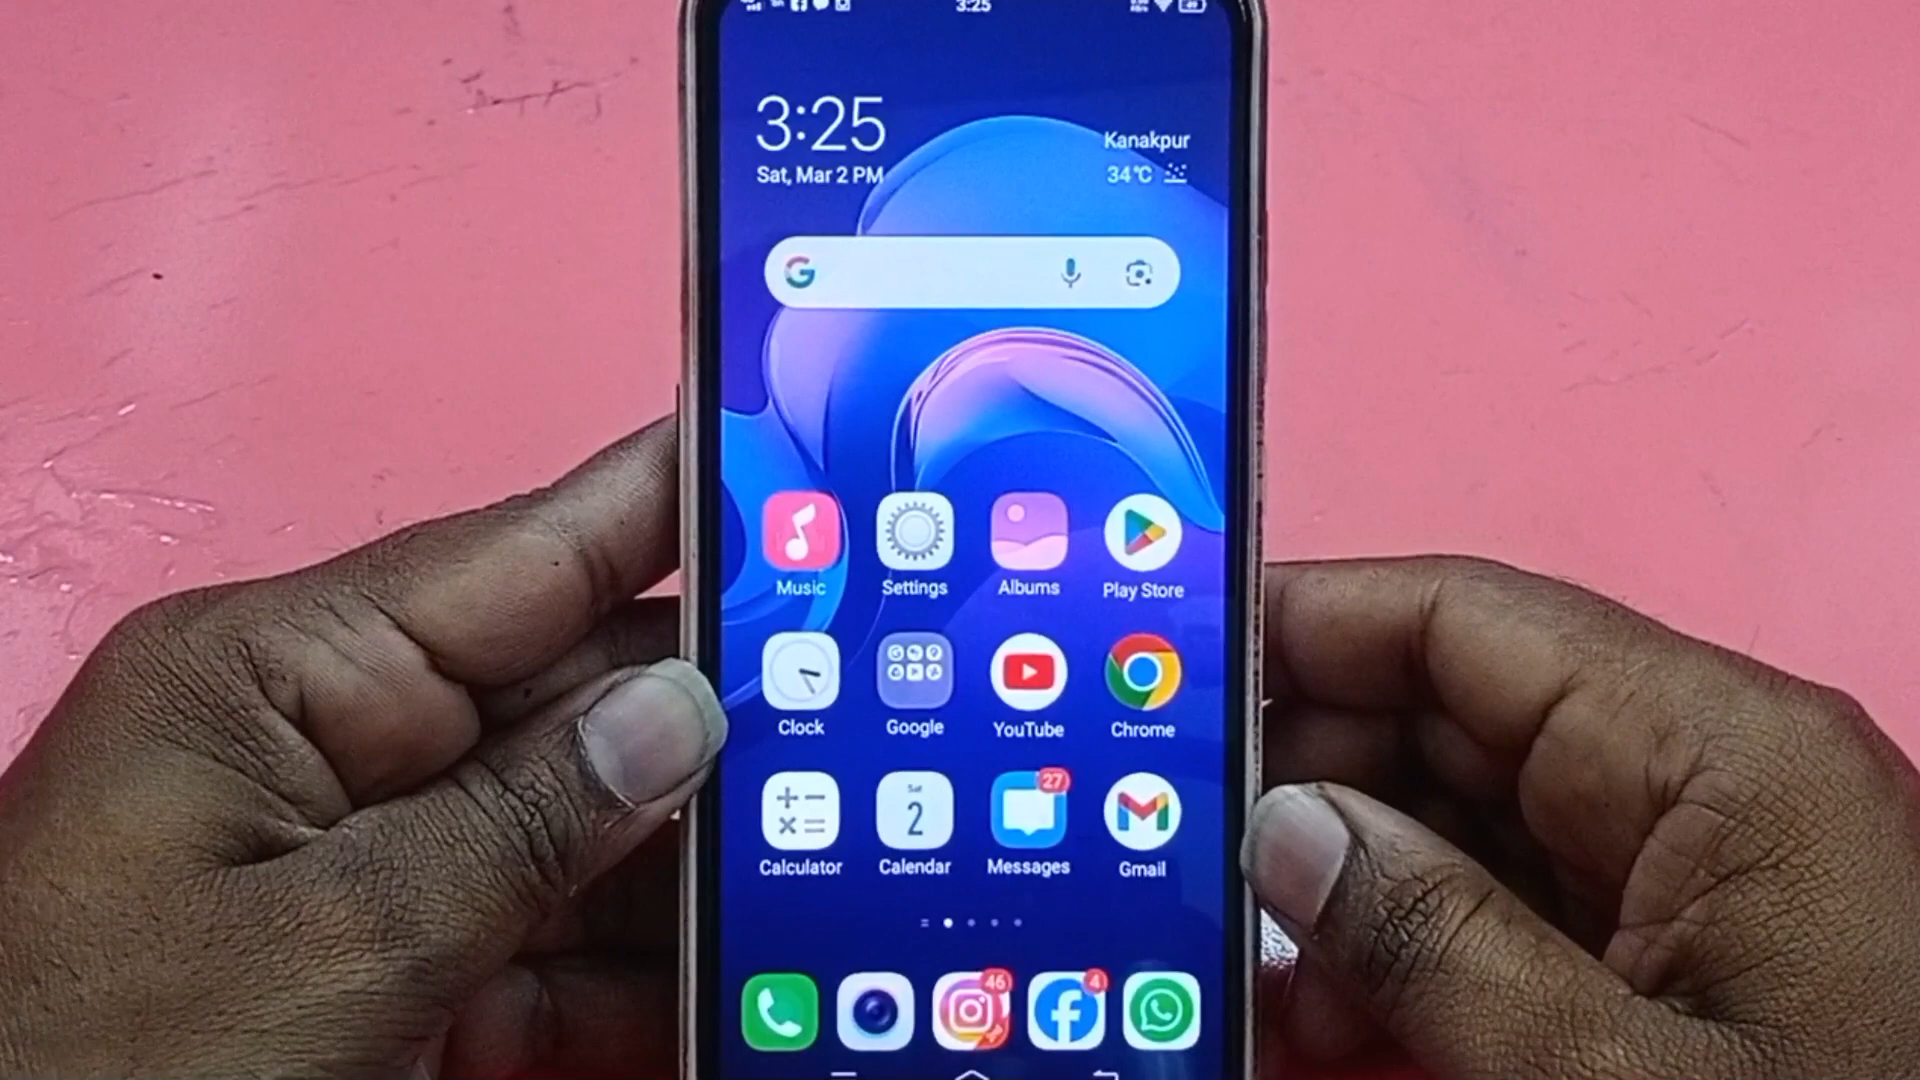 3:25
3:25
Sat, Mar 2 PM
Kanakpur
34°C
G
Music Settings Albums Play Store
Clock Google YouTube Chrome
Sat
2
27
Calculator Calendar Messages Gmail
46 4